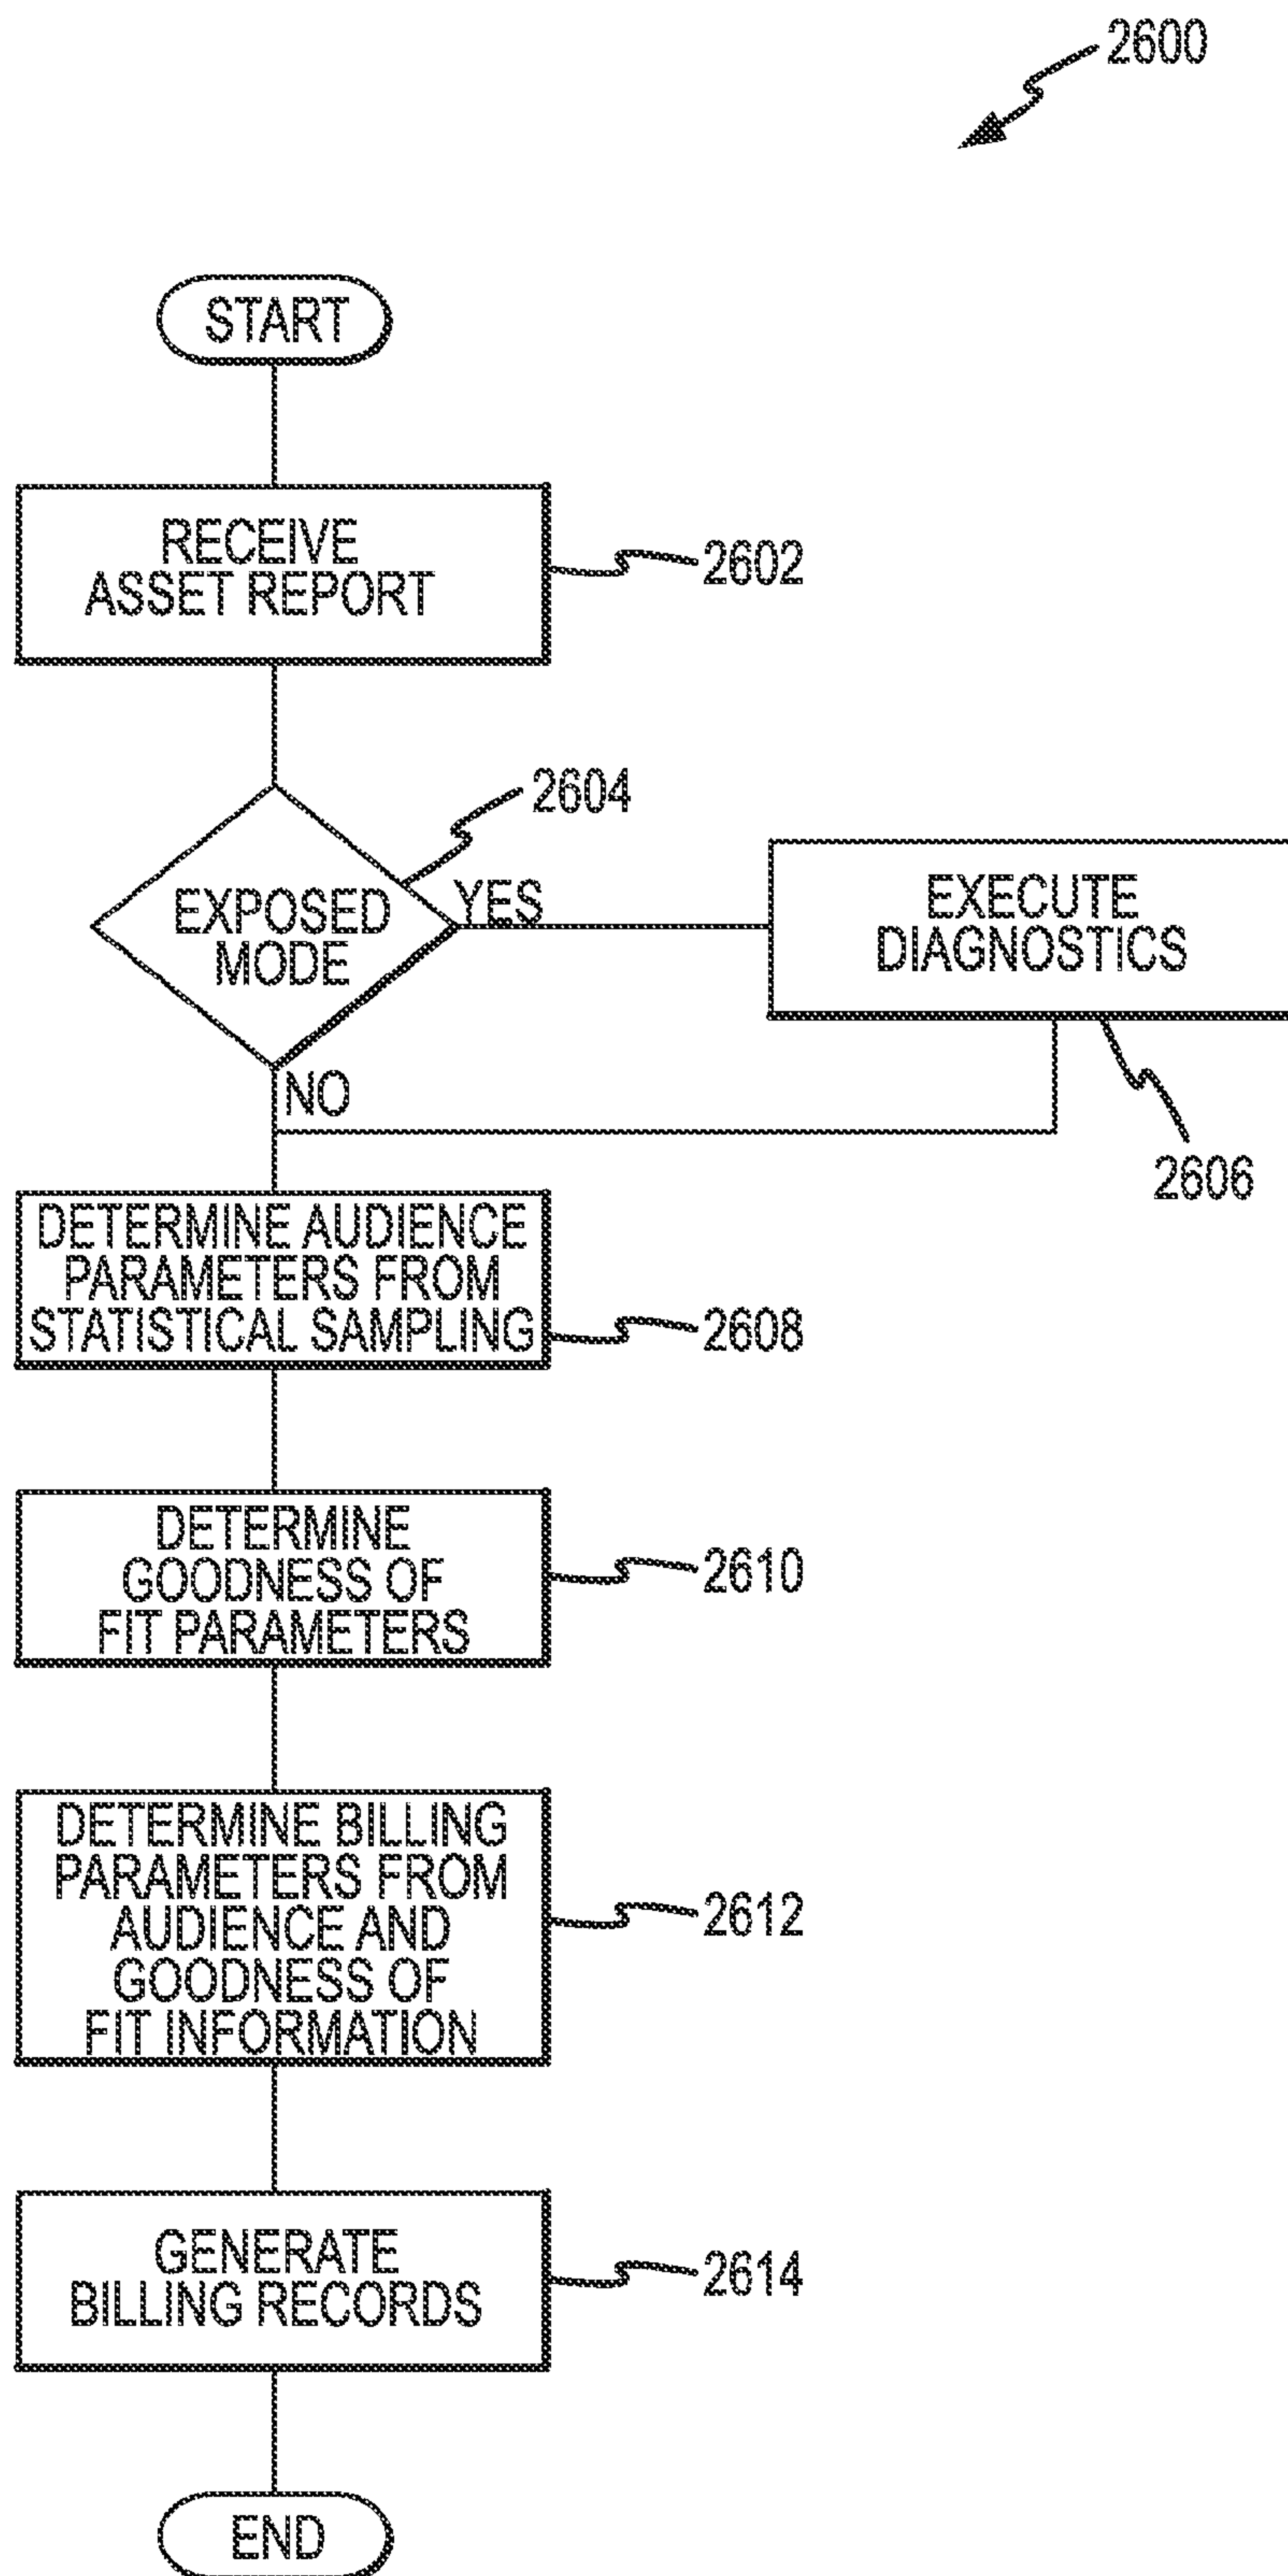 2600
START
RECEIVE
ASSET REPORT
2602
2604
EXPOSED
MODE
YES
EXECUTE
DIAGNOSTICS
NO
2606
DETERMINE AUDIENCE
PARAMETERS FROM
STATISTICAL SAMPLING
2608
DETERMINE
GOODNESS OF
FIT PARAMETERS
2610
DETERMINE BILLING
PARAMETERS FROM
AUDIENCE AND
GOODNESS OF
FIT INFORMATION
2612
GENERATE
BILLING RECORDS
2614
END